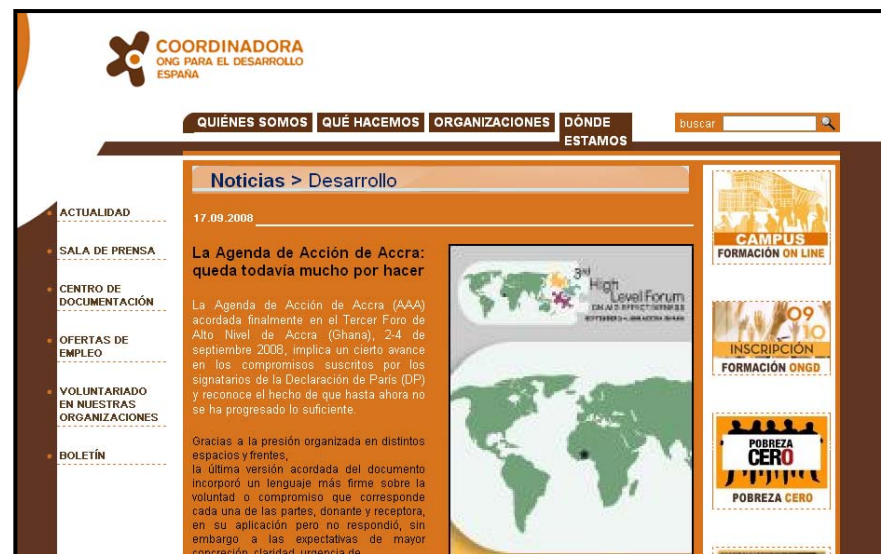 COORDINADORA
ONG PARA EL DESARROLLO
ESPAÑA
QUIÉNES SOMOS QUÉ HACEMOS ORGANIZACIONES DÓNDE
ESTAMOS
buscar
Noticias > Desarrollo
17.09.2008
ACTUALIDAD
SALA DE PRENSA
CENTRO DE
DOCUMENTACIÓN
OFERTAS DE
EMPLEO
VOLUNTARIADO
EN NUESTRAS
ORGANIZACIONES
BOLETÍN
La Agenda de Acción de Accra:
queda todavía mucho por hacer
La Agenda de Acción de Accra (AAA)
acordada finalmente en el Tercer Foro de
Alto Nivel de Accra (Ghana), 2-4 de
septiembre 2008, implica un cierto avance
en los compromisos suscritos por los
signatarios de la Declaración de París (DP)
y reconoce el hecho de que hasta ahora no
se ha progresado lo suficiente.
Gracias a la presión organizada en distintos
espacios y frentes,
la última versión acordada del documento
incorporó un lenguaje más firme sobre la
voluntad o compromiso que corresponde
cada una de las partes, donante y receptora,
en su aplicación pero no respondió, sin
embargo a las expectativas de mayor
concreción, claridad, urgencia de
3rd
High
Level Forum
ON AID EFFECTIVENESS
CAMPUS
FORMACIÓN ON LINE
09
10
INSCRIPCIÓN
FORMACIÓN ONGD
POBREZA
CERO
POBREZA CERO